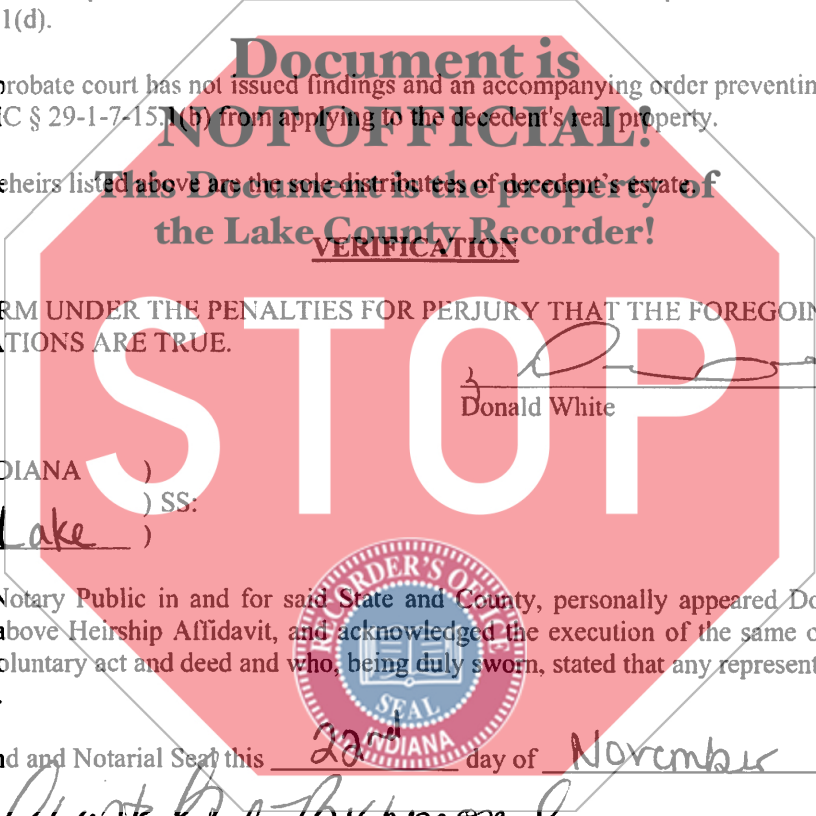 1(d).
Document is
probate court has not issued findings and an accompanying order preventin
IC § 29-1-7-15.1(b) from applying to the decedent's real property.
NOT OFFICIAL!
heirs listed above are the sole distributees of decedent's estate.
This Document is the property of
the Lake County Recorder!
VERIFICATION
RM UNDER THE PENALTIES FOR PERJURY THAT THE FOREGOIN
TIONS ARE TRUE.
STOP
Donald White
DIANA )
) SS:
Lake )
RECORDER'S OFFICE
Notary Public in and for said State and County, personally appeared Do
above Heirship Affidavit, and acknowledged the execution of the same
oluntary act and deed and who, being duly sworn, stated that any represent
SEAL
INDIANA
nd and Notarial Seal this 22nd day of November